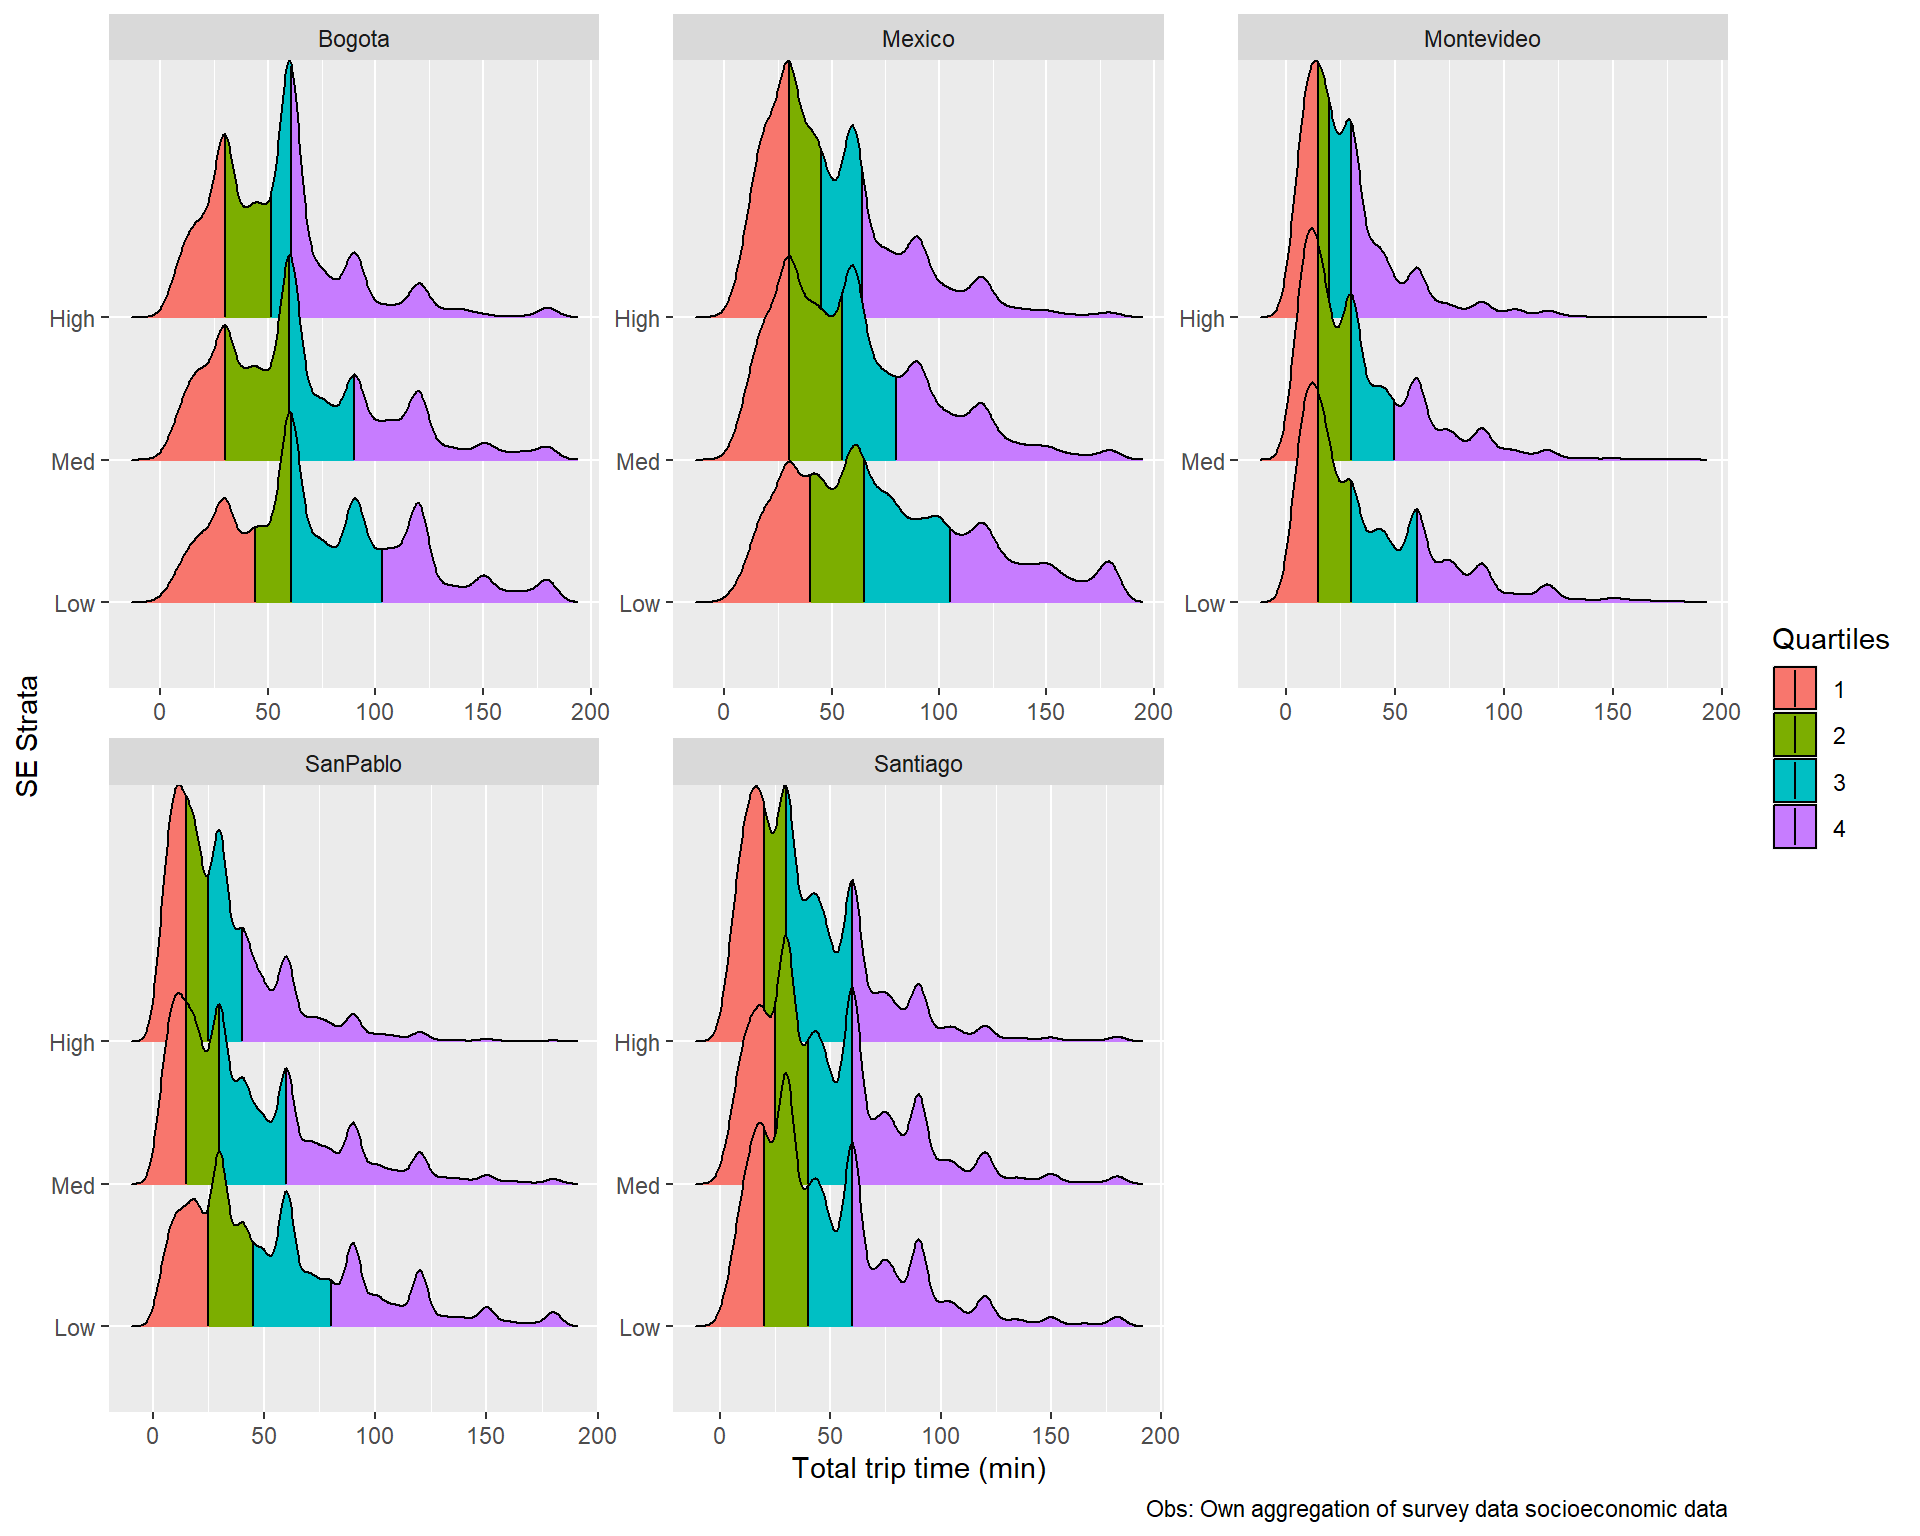 Bogota
Mexico
Montevideo
High
Med
Low
High
Med
Low
High
Med
Low
0 50 100 150 200
0 50 100 150 200
0 50 100 150 200
SE Strata
Quartiles
1
2
3
4
SanPablo
Santiago
High
Med
Low
High
Med
Low
0 50 100 150 200
0 50 100 150 200
Total trip time (min)
Obs: Own aggregation of survey data socioeconomic data